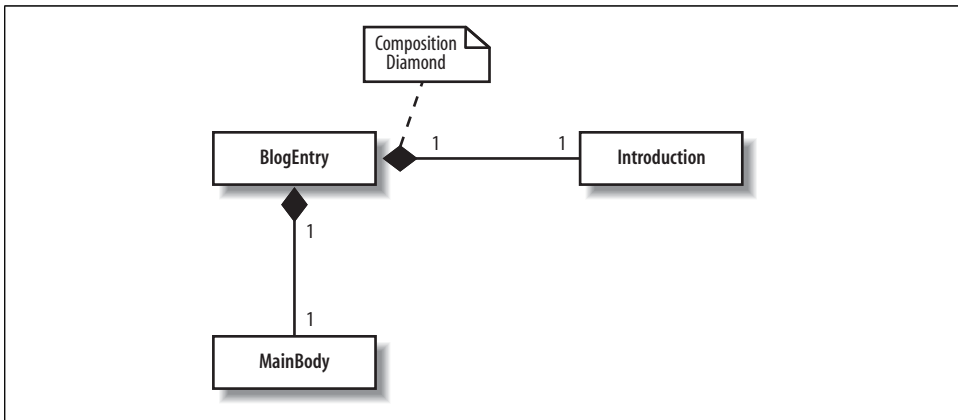 Composition
Diamond
BlogEntry
1
1
Introduction
1
1
MainBody